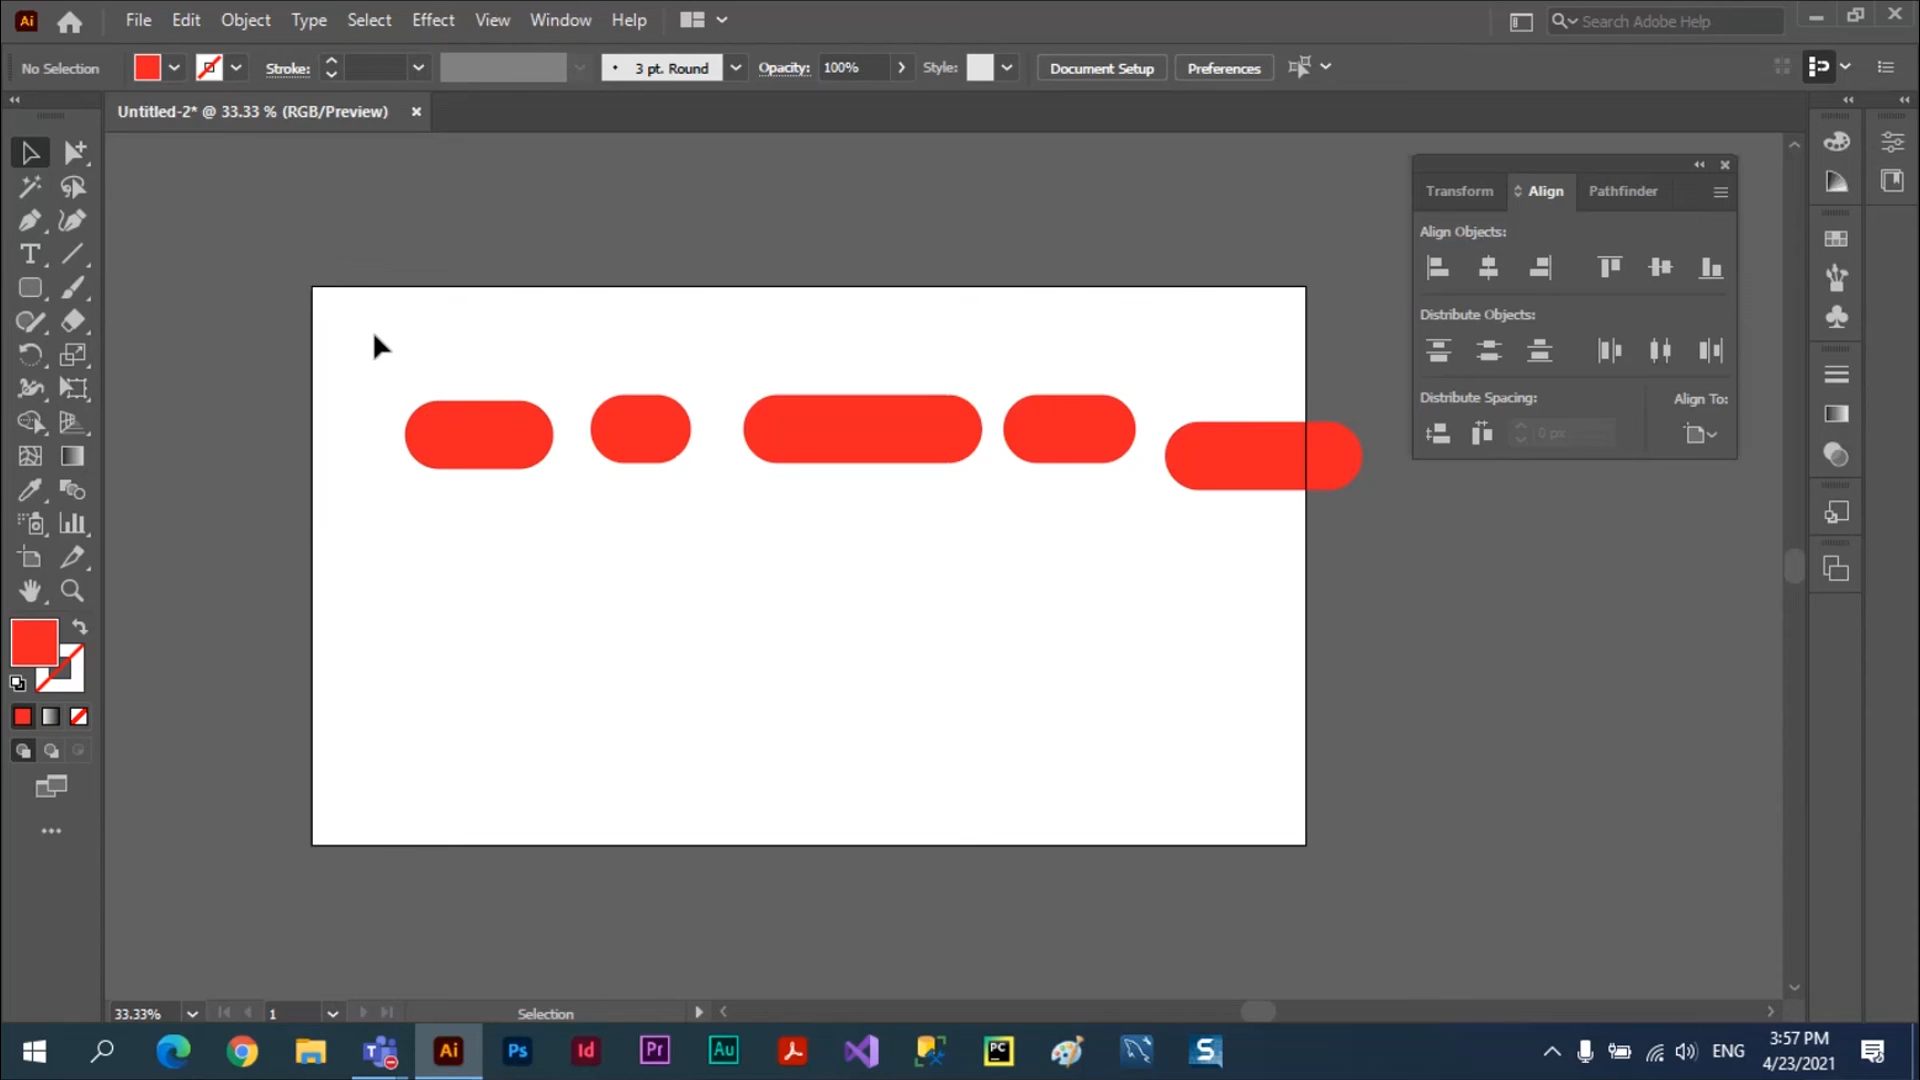 Ai File Edit Object Type Select Effect View Window Help Search Adobe Help
No Selection Stroke: 3 pt. Round Opacity: 100% Style: Document Setup Preferences
Untitled-2* @ 33.33 % (RGB/Preview)
Transform Align Pathfinder
Align Objects:
Distribute Objects:
Distribute Spacing: Align To:
0 px
33.33% 1 Selection
Ai Ps Id Pr Au PC S ENG 3:57 PM
4/23/2021